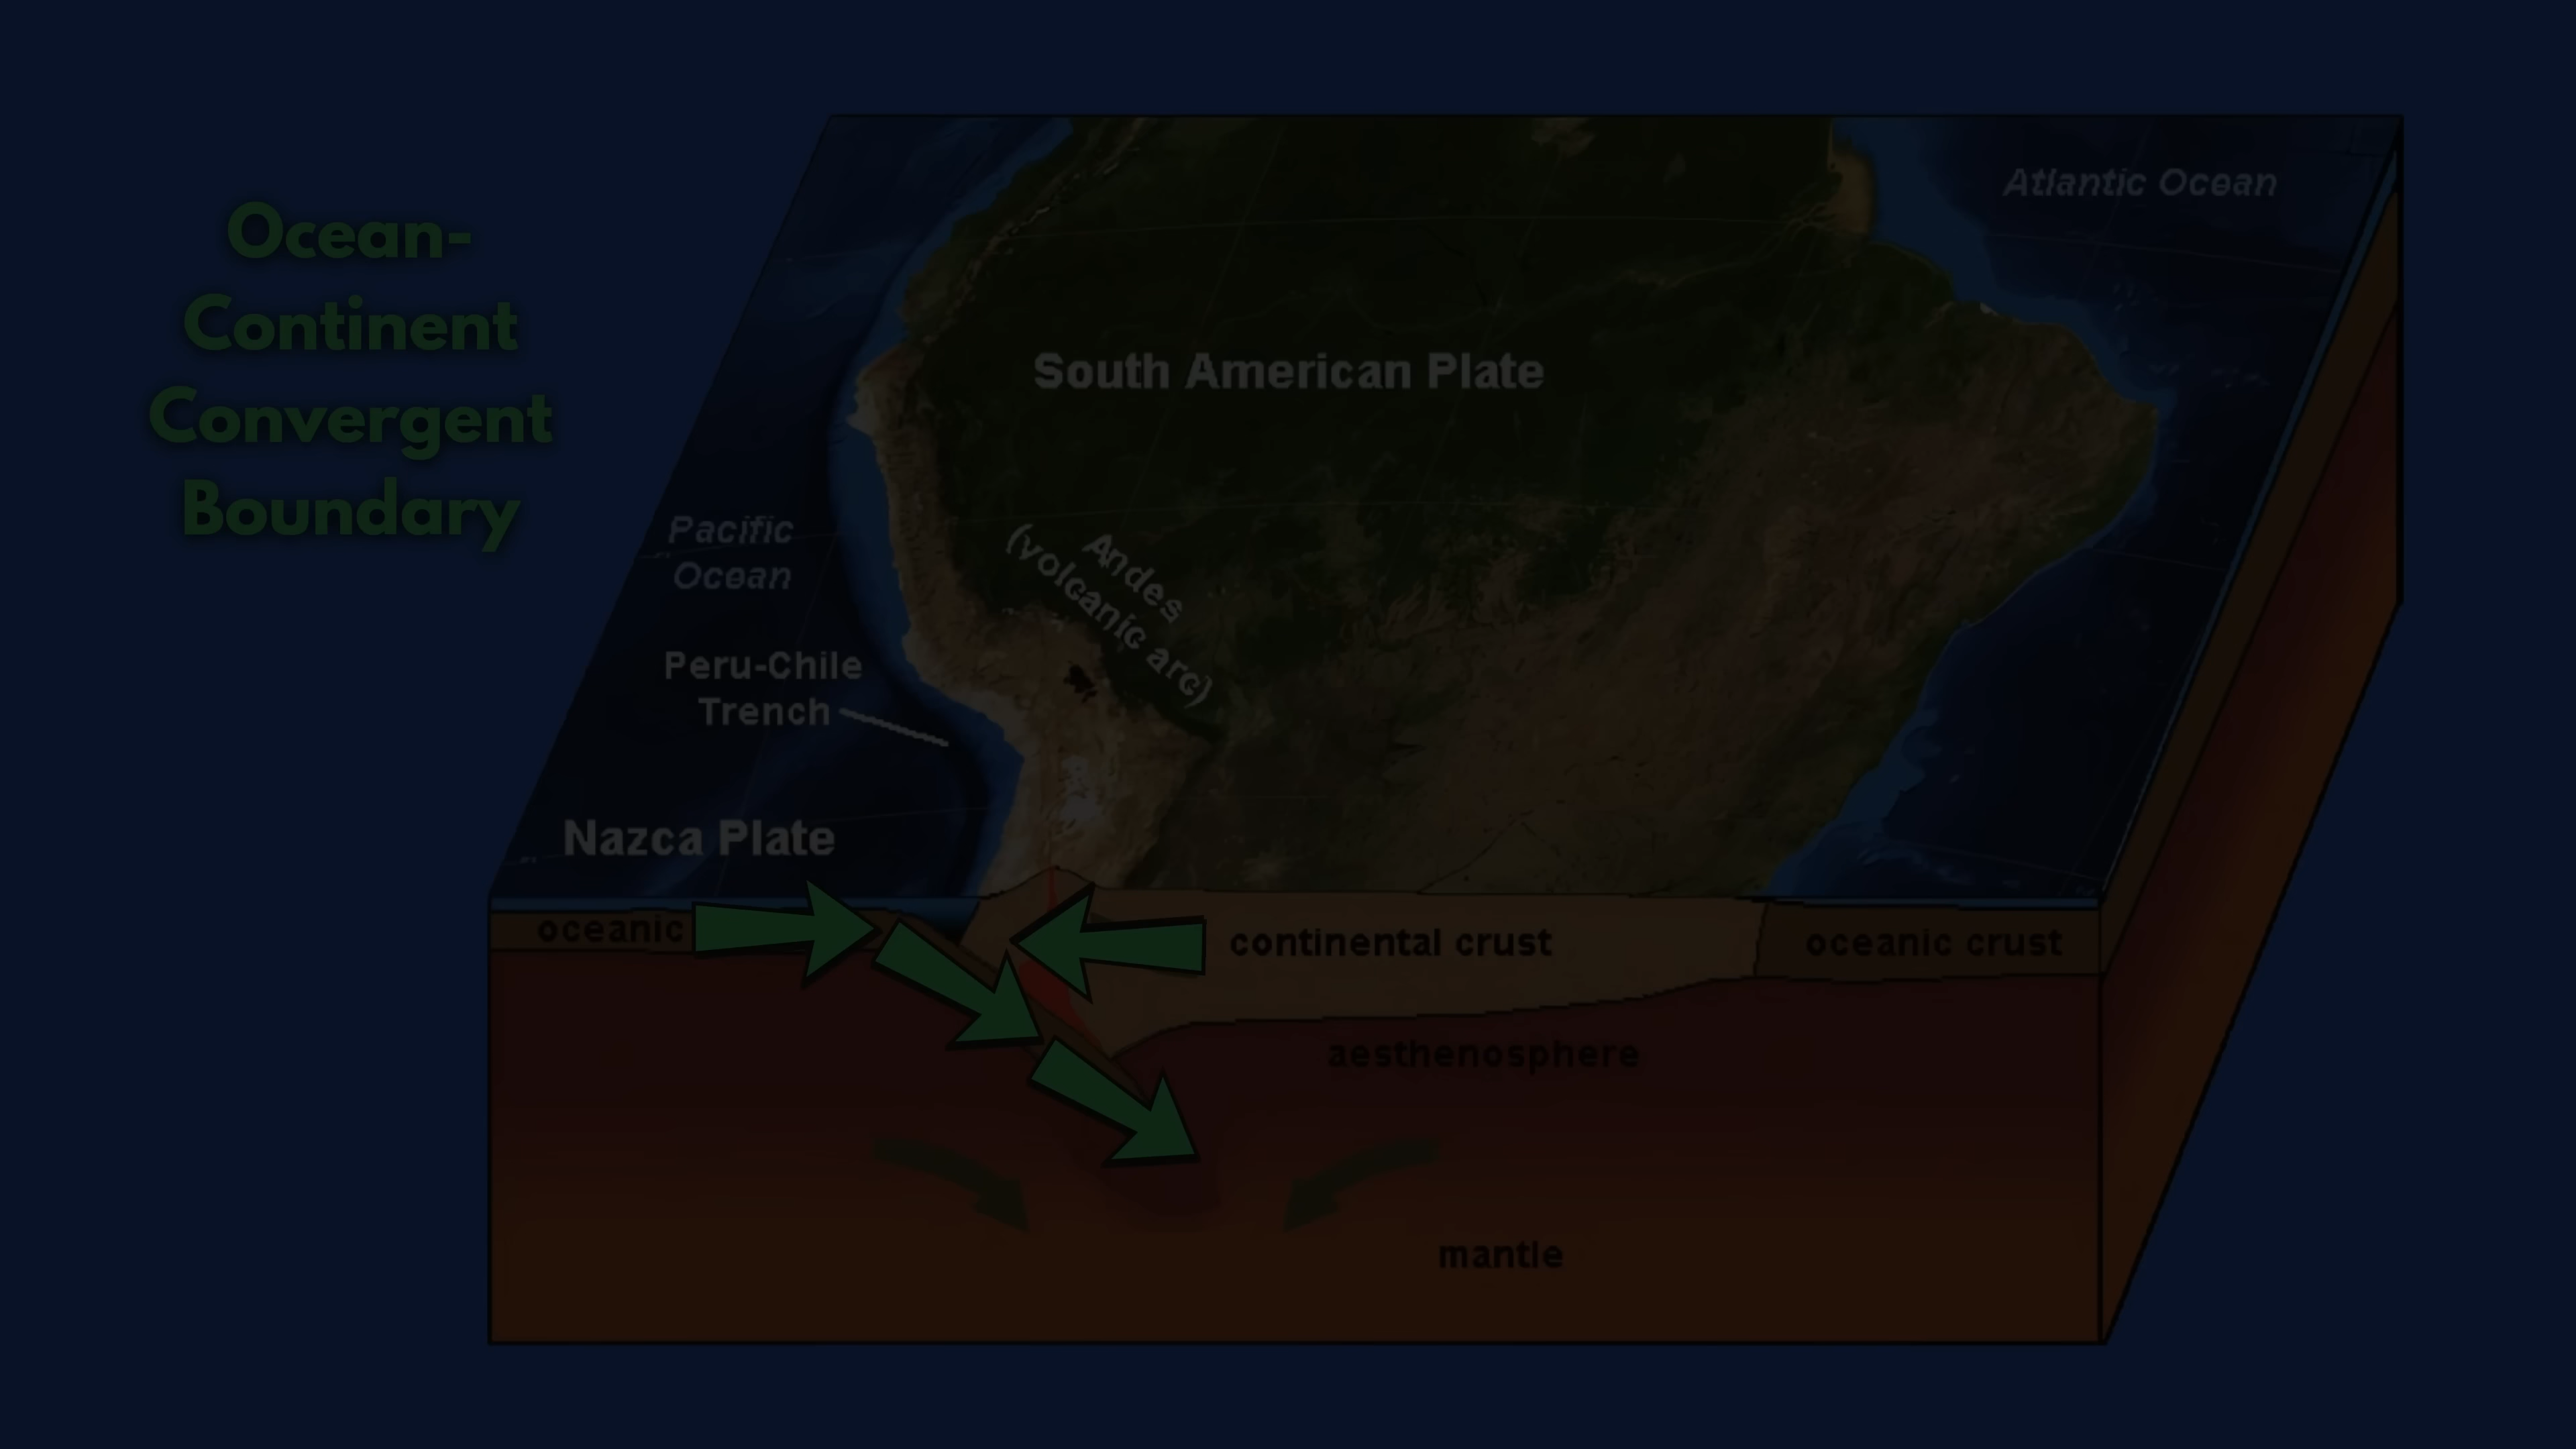 Ocean-
Continent
Convergent
Boundary
Atlantic Ocean
South American Plate
Pacific
Ocean
Andes
(volcanic arc)
Peru-Chile
Trench
Nazca Plate
oceanic
continental crust
oceanic crust
aesthenosphere
mantle